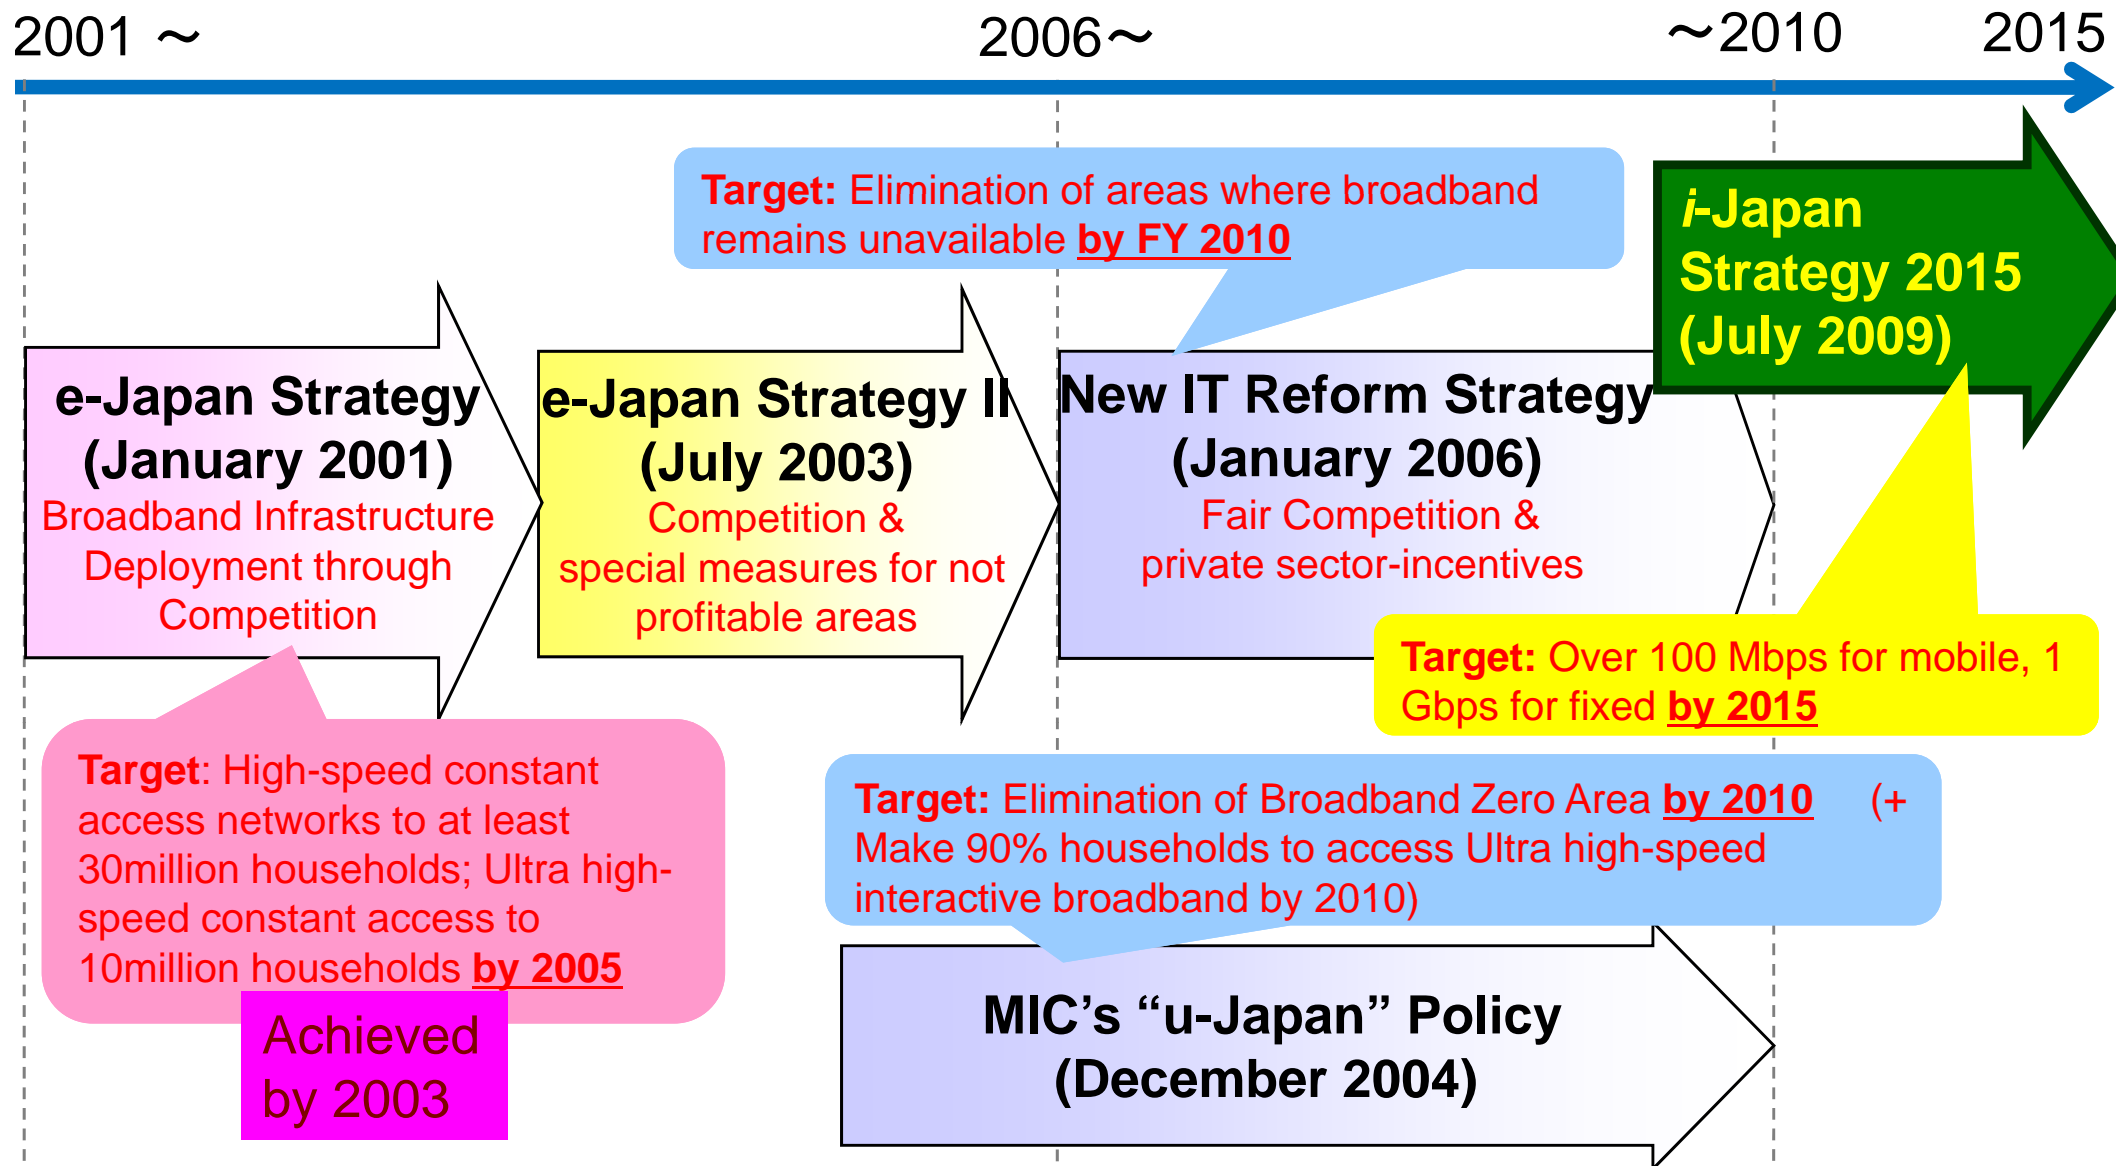 2001 ～
2006～
～2010
2015
Target: Elimination of areas where broadband
remains unavailable by FY 2010
i-Japan
Strategy 2015
(July 2009)
e-Japan Strategy
(January 2001)
Broadband Infrastructure
Deployment through
Competition
e-Japan Strategy II
(July 2003)
Competition &
special measures for not
profitable areas
New IT Reform Strategy
(January 2006)
Fair Competition &
private sector-incentives
Target: Over 100 Mbps for mobile, 1
Gbps for fixed by 2015
Target: High-speed constant
access networks to at least
30million households; Ultra high-
speed constant access to
10million households by 2005
Achieved
by 2003
Target: Elimination of Broadband Zero Area by 2010 (+
Make 90% households to access Ultra high-speed
interactive broadband by 2010)
MIC’s “u-Japan” Policy
(December 2004)